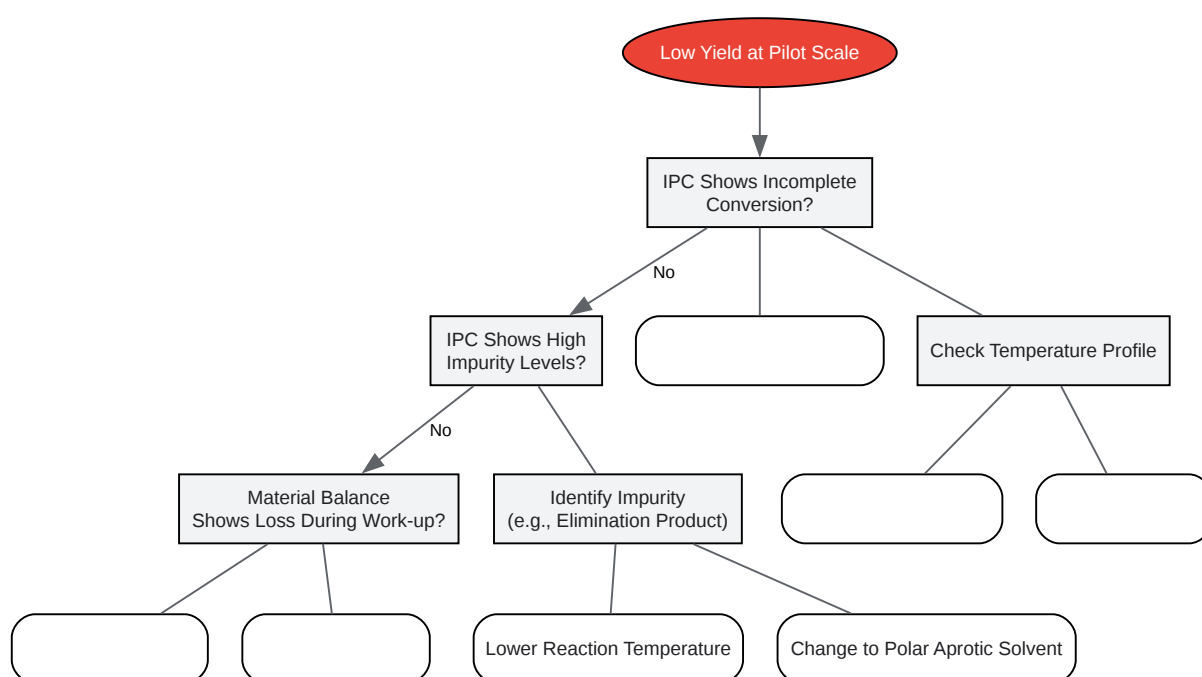 Low Yield at Pilot Scale
IPC Shows Incomplete
Conversion?
No
IPC Shows High
Impurity Levels?
Check Temperature Profile
No
Material Balance
Shows Loss During Work-up?
Identify Impurity
(e.g., Elimination Product)
Lower Reaction Temperature
Change to Polar Aprotic Solvent